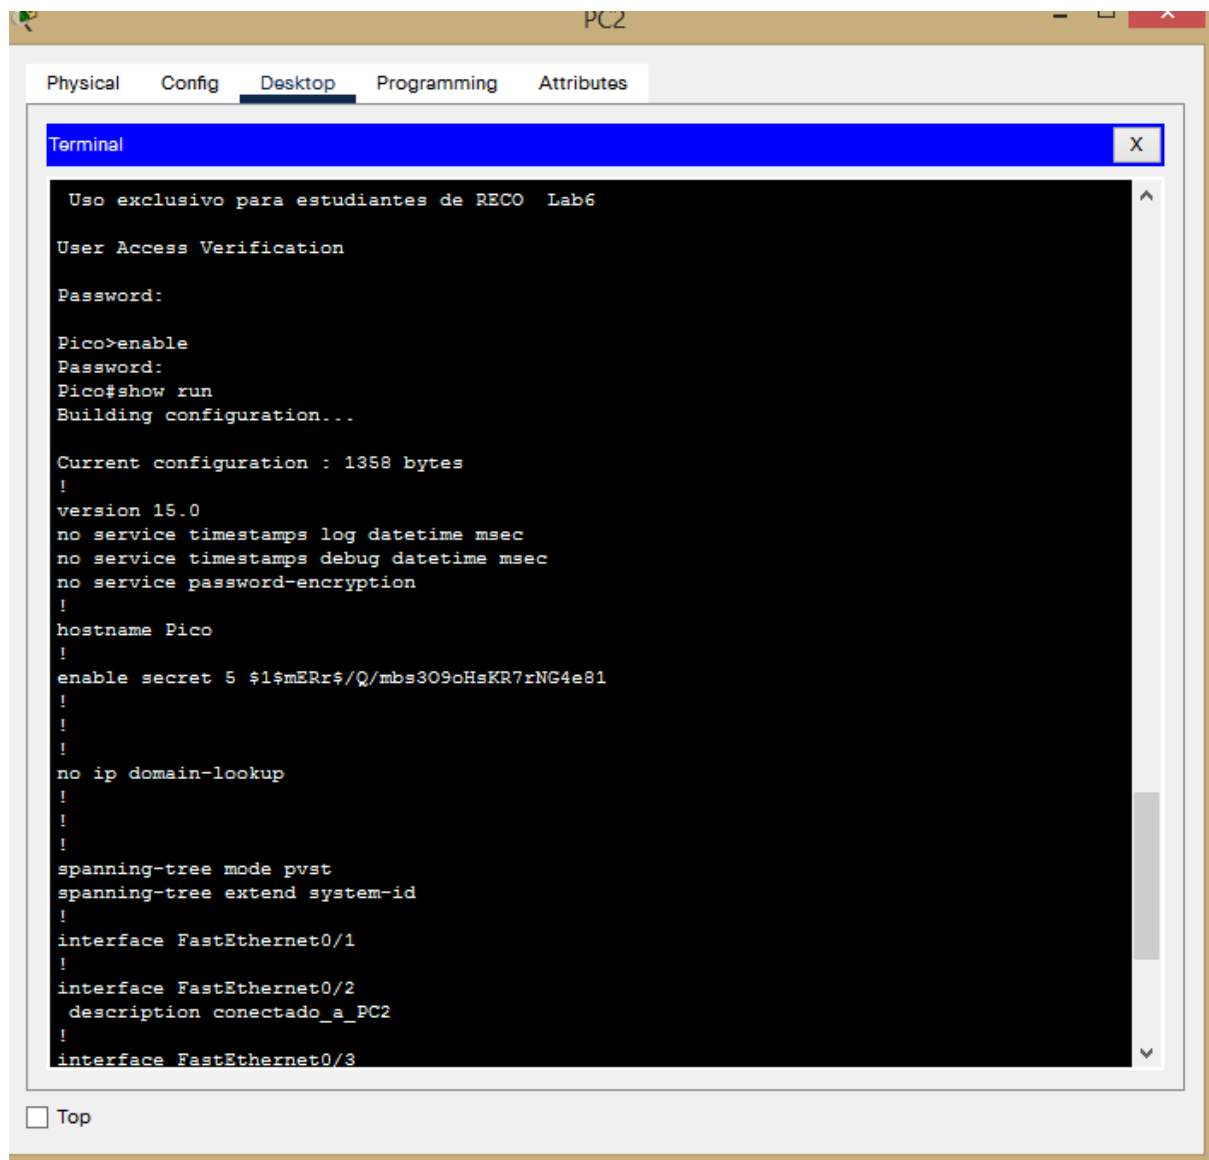 PC2
Physical Config Desktop Programming Attributes
Terminal X
Uso exclusivo para estudiantes de RECO  Lab6
User Access Verification
Password:
Pico>enable
Password:
Pico#show run
Building configuration...
Current configuration : 1358 bytes
!
version 15.0
no service timestamps log datetime msec
no service timestamps debug datetime msec
no service password-encryption
!
hostname Pico
!
enable secret 5 $1$mERr$/Q/mbs3O9oHsKR7rNG4e81
!
!
!
no ip domain-lookup
!
!
!
spanning-tree mode pvst
spanning-tree extend system-id
!
interface FastEthernet0/1
!
interface FastEthernet0/2
description conectado_a_PC2
!
interface FastEthernet0/3
Top